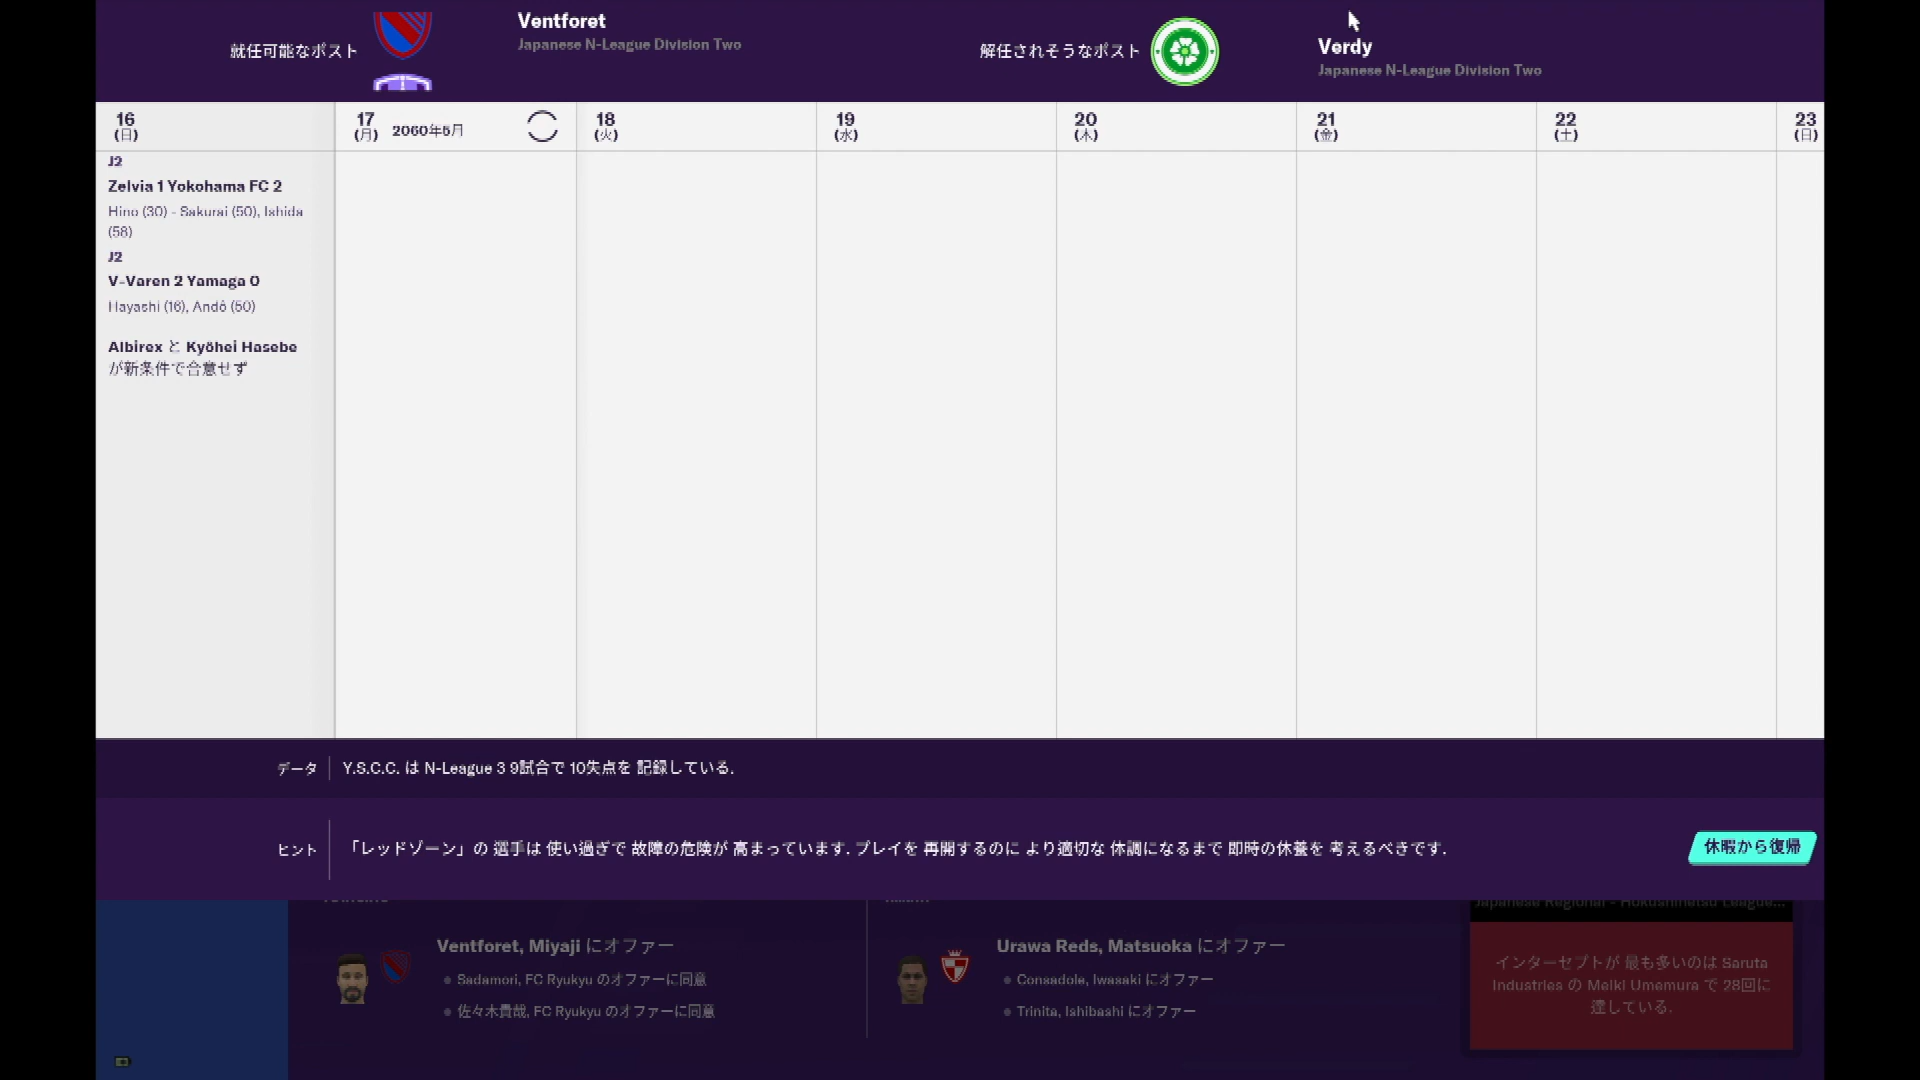 就任可能なポスト
Ventforet
Japanese N-League Division Two
解任されそうなポスト
Verdy
Japanese N-League Division Two
16
(日)
17
(月) 2060年5月
18
(火)
19
(水)
20
(木)
21
(金)
22
(土)
23
(日)
J2
Zelvia 1 Yokohama FC 2
Hino (30) - Sakurai (50), Ishida
(58)
J2
V-Varen 2 Yamaga 0
Hayashi (16), Andō (50)
Albirex と Kyōhei Hasebe
が新条件で合意せず
データ
Y.S.C.C. は N-League 3 9試合で 10失点を 記録している.
ヒント
「レッドゾーン」の 選手は 使い過ぎで 故障の危険が 高まっています. プレイを 再開するのに より適切な 休調になるまで 即時の休養を 考えるべきです.
休暇から復帰
Japanese Regional - Hokushinetsu League...
Ventforet, Miyaji にオファー
Sadamori, FC Ryukyu のオファーに同意
佐々木貴哉, FC Ryukyu のオファーに同意
Urawa Reds, Matsuoka にオファー
Consadole, Iwasaki にオファー
Trinita, Ishibashi にオファー
インターセプトが 最も多いのは Saruta
Industries の Meiki Umemura で 28回に
達している.